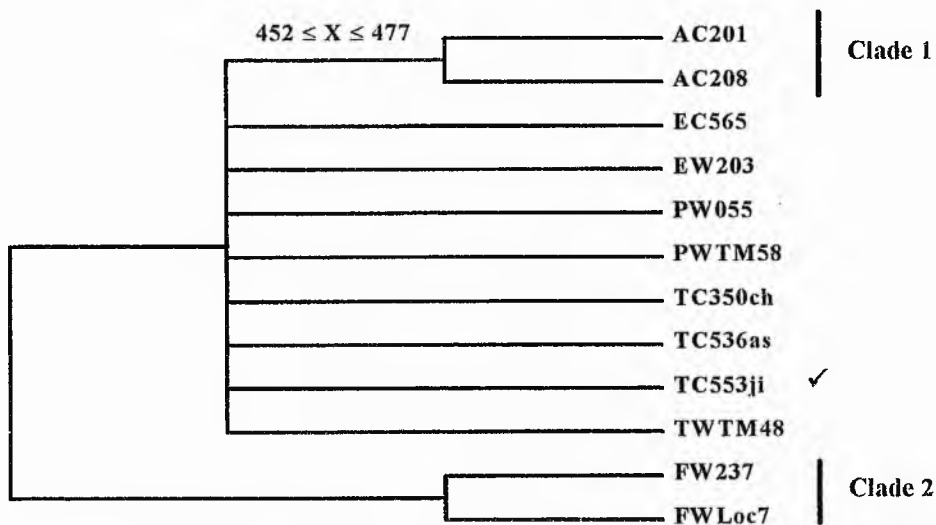 452 ≤ X ≤ 477
AC201
Clade 1
AC208
EC565
EW203
PW055
PWTM58
TC350ch
TC536as
TC553ji ✓
TWTM48
FW237
Clade 2
FWLoc7